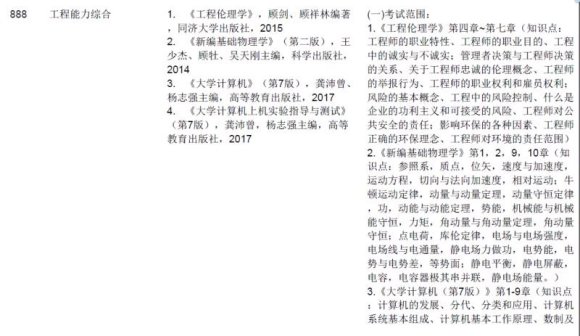 888
工程能力综合
1. 《工程伦理学》，顾剑、顾祥林编著
，同济大学出版社，2015
2. 《新编基础物理学》（第二版），王
少杰、顾牡、吴天刚主编，科学出版社，
2014
3. 《大学计算机》（第7版），龚沛曾、
杨志强主编，高等教育出版社，2017
4. 《大学计算机上机实验指导与测试》
（第7版），龚沛曾，杨志强主编，高等
教育出版社，2017
(一)考试范围：
1.《工程伦理学》第四章~第七章（知识点：
工程师的职业特性、工程师的职业目的、工程
中的诚实与不诚实；管理者决策与工程师决策
的关系、关于工程师忠诚的伦理概念、工程师
的举报行为、工程师的职业权利和雇员权利；
风险的基本概念、工程中的风险控制、什么是
企业的功利主义和可接受的风险、工程师对公
共安全的责任；影响环保的各种因素、工程师
正确的环保理念、工程师对环境的责任范围）
2.《新编基础物理学》第1，2，9，10章（知
识点：参照系，质点，位矢，速度与加速度，
运动方程，切向与法向加速度，相对运动；牛
顿运动定律，动量与动量定理，动量守恒定律
，功，动能与动能定理，势能，机械能与机械
能守恒，力矩，角动量与角动量定理，角动量
守恒；点电荷，库伦定律，电场与电场强度，
电场线与电通量，静电场力做功，电势能，电
势与电势差，等势面；静电平衡，静电屏蔽，
电容，电容器极其串并联，静电场能量。）
3.《大学计算机（第7版）》第1-9章（知识点
：计算机的发展、分代、分类和应用、计算机
系统基本组成、计算机基本工作原理、数制及